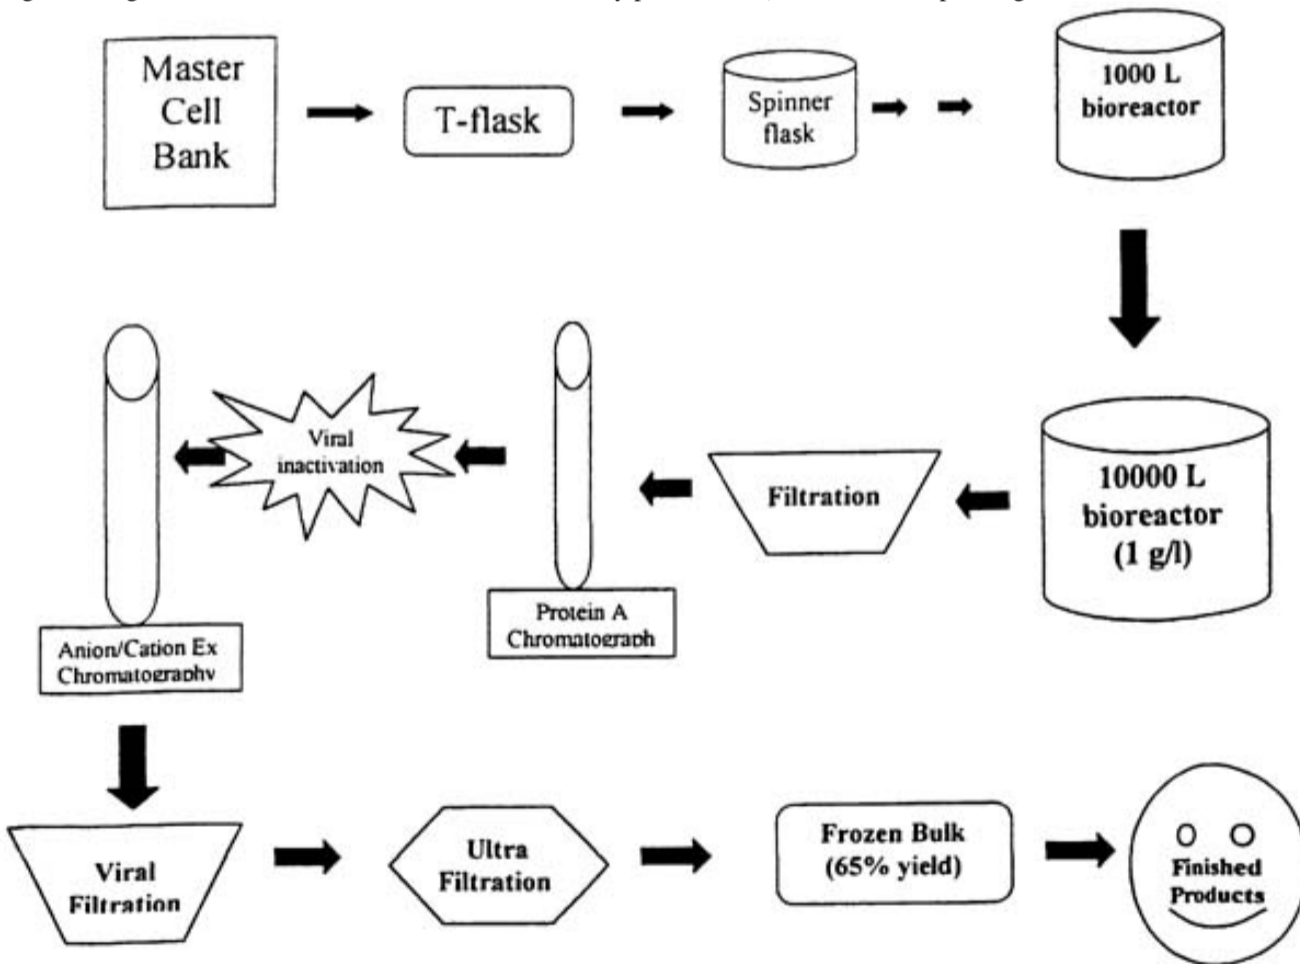 Master
Cell
Bank
T-flask
Spinner
flask
1000 L
bioreactor
10000 L
bioreactor
(1 g/l)
Filtration
Protein A
Chromatograph
Viral
inactivation
Anion/Cation Ex
Chromatography
Viral
Filtration
Ultra
Filtration
Frozen Bulk
(65% yield)
Finished
Products